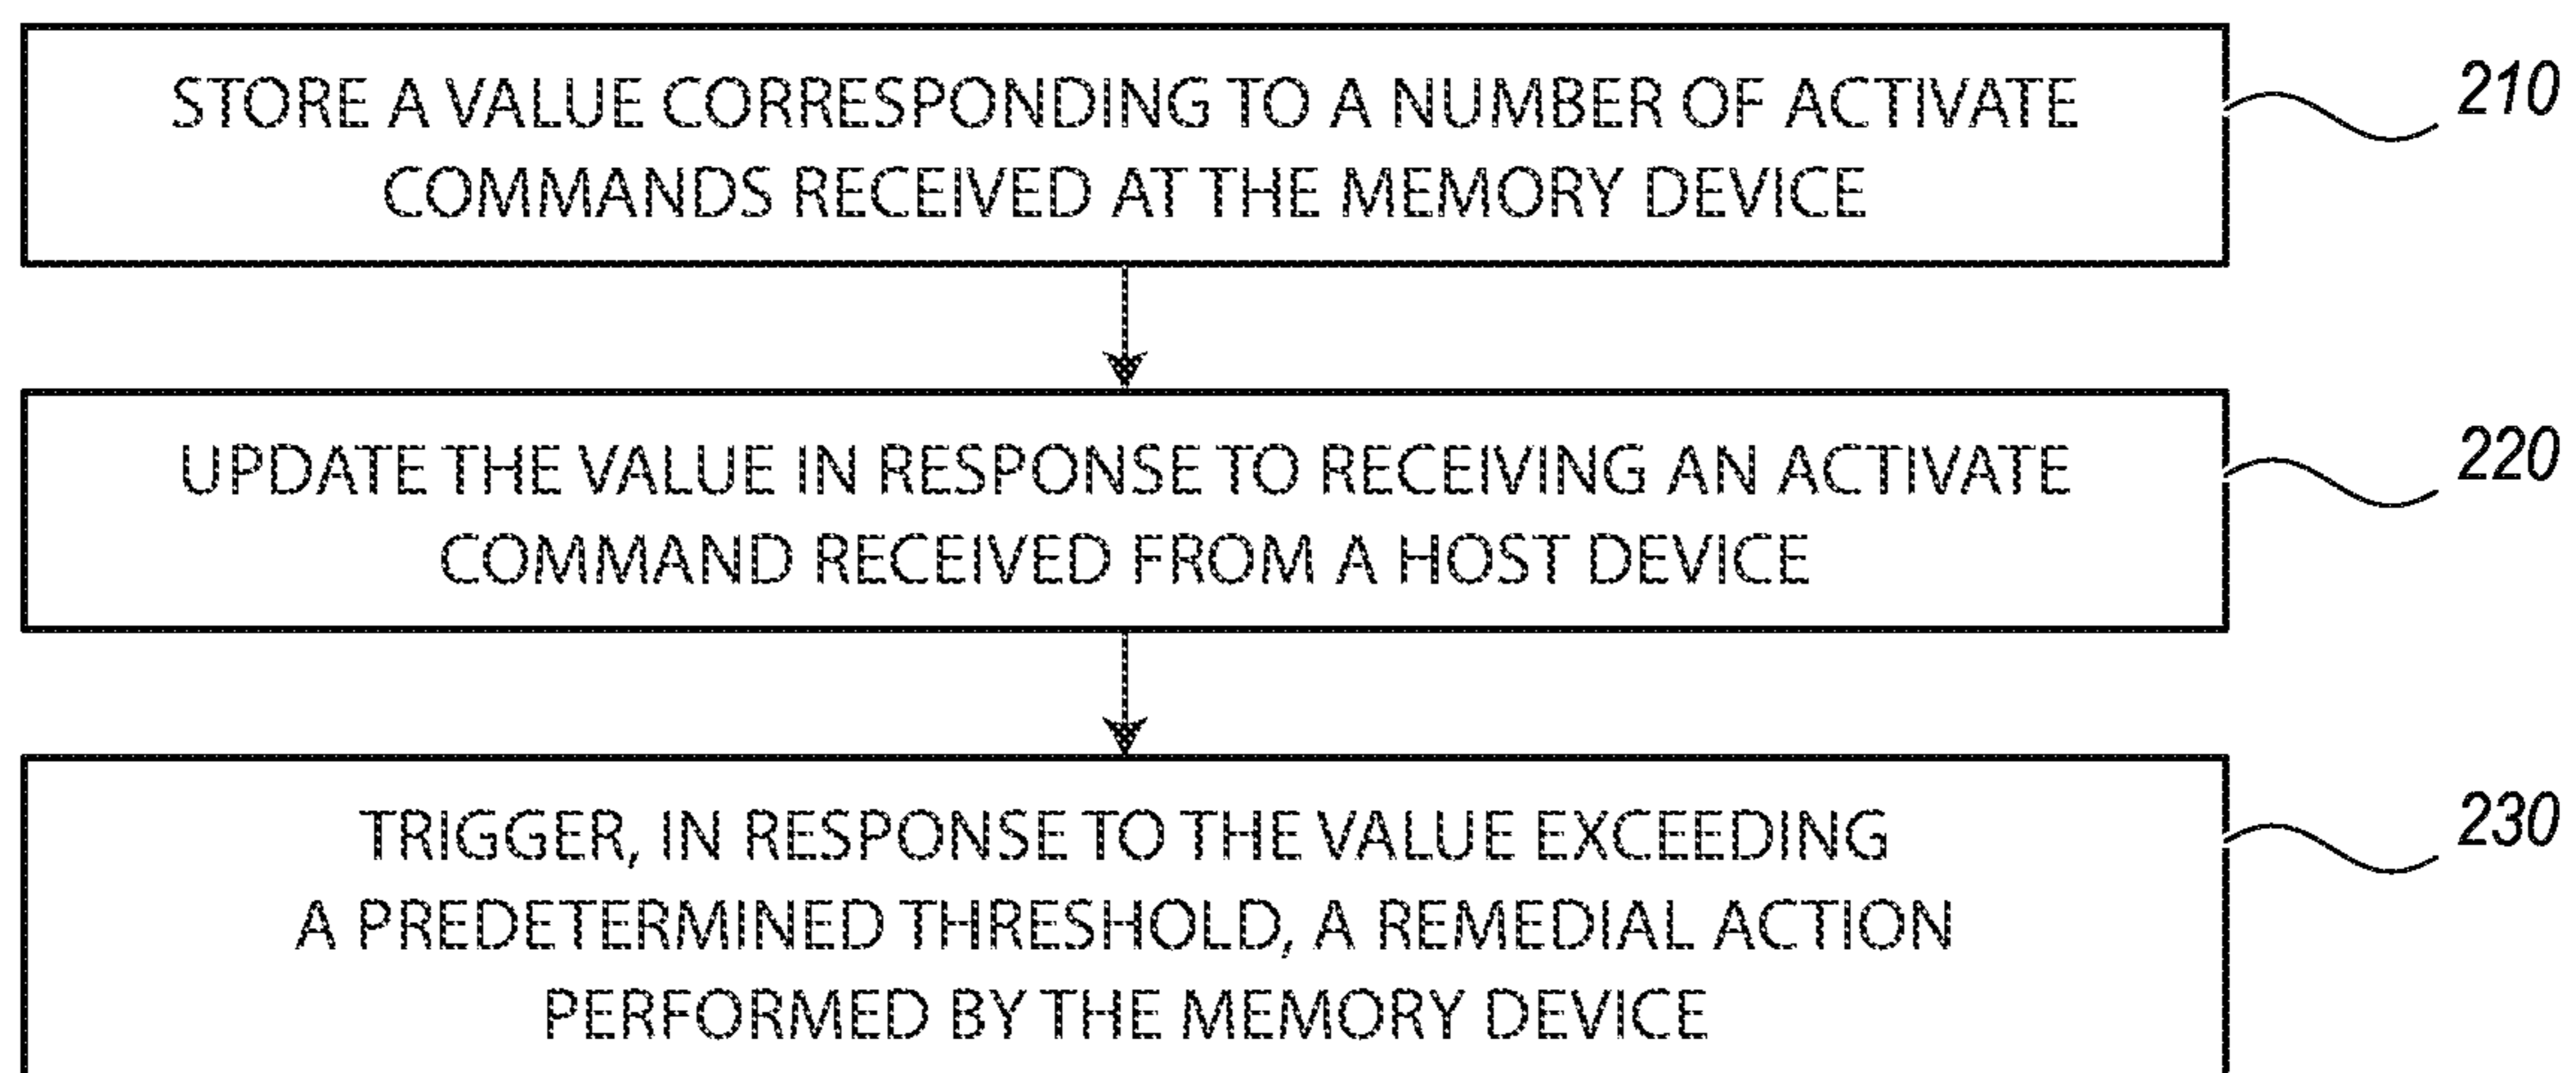 STORE A VALUE CORRESPONDING TO A NUMBER OF ACTIVATE
COMMANDS RECEIVED AT THE MEMORY DEVICE
210
UPDATE THE VALUE IN RESPONSE TO RECEIVING AN ACTIVATE
COMMAND RECEIVED FROM A HOST DEVICE
220
TRIGGER, IN RESPONSE TO THE VALUE EXCEEDING
A PREDETERMINED THRESHOLD, A REMEDIAL ACTION
PERFORMED BY THE MEMORY DEVICE
230